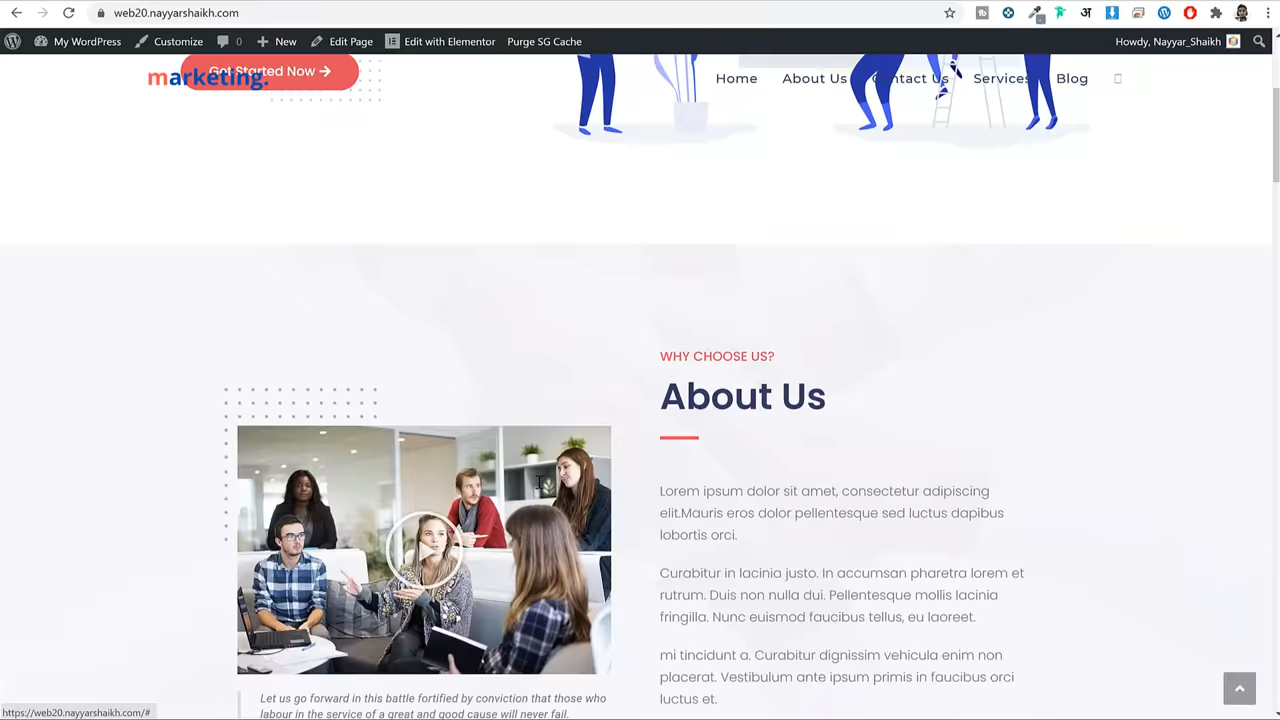 web20.nayyarshaikh.com
My WordPress
Customize
0
New
Edit Page
Edit with Elementor
Purge SG Cache
Howdy, Nayyar_Shaikh
marketing.
Get Started Now
Home
About Us
Contact Us
Services
Blog
WHY CHOOSE US?
About Us
Lorem ipsum dolor sit amet, consectetur adipiscing
elit.Mauris eros dolor pellentesque sed luctus dapibus
lobortis orci.
Curabitur in lacinia justo. In accumsan pharetra lorem et
rutrum. Duis non nulla dui. Pellentesque mollis lacinia
fringilla. Nunc euismod faucibus tellus, eu laoreet.
mi tincidunt a. Curabitur dignissim vehicula enim non
placerat. Vestibulum ante ipsum primis in faucibus orci
luctus et.
Let us go forward in this battle fortified by conviction that those who
labour in the service of a great and good cause will never fail.
https://web20.nayyarshaikh.com/#